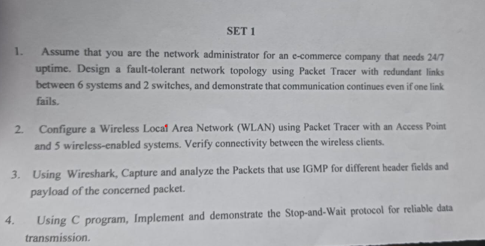 SET 1
1. Assume that you are the network administrator for an e-commerce company that needs 24/7
uptime. Design a fault-tolerant network topology using Packet Tracer with redundant links
between 6 systems and 2 switches, and demonstrate that communication continues even if one link
fails.
2. Configure a Wireless Local Area Network (WLAN) using Packet Tracer with an Access Point
and 5 wireless-enabled systems. Verify connectivity between the wireless clients.
3. Using Wireshark, Capture and analyze the Packets that use IGMP for different header fields and
payload of the concerned packet.
4. Using C program, Implement and demonstrate the Stop-and-Wait protocol for reliable data
transmission.